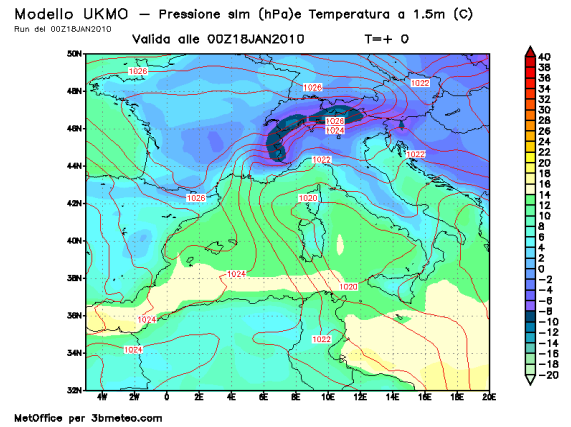 Modello UKMO — Pressione slm (hPa)e Temperatura a 1.5m (C)
Run del 00Z18JAN2010
Valida alle 00Z18JAN2010 T=+ 0
50N
48N
46N
44N
42N
40N
38N
36N
34N
32N
4W 2W 0 2E 4E 6E 8E 10E 12E 14E 16E 18E 20E
1026
1022
1026
1026
1024
1022
1022
1026
1020
1024
1020
1024
1022
1024
40
30
28
26
25
24
23
22
21
20
18
16
14
12
10
8
6
4
2
0
−2
−4
−6
−8
−10
−12
−14
−16
−18
−20
MetOffice per 3bmeteo.com